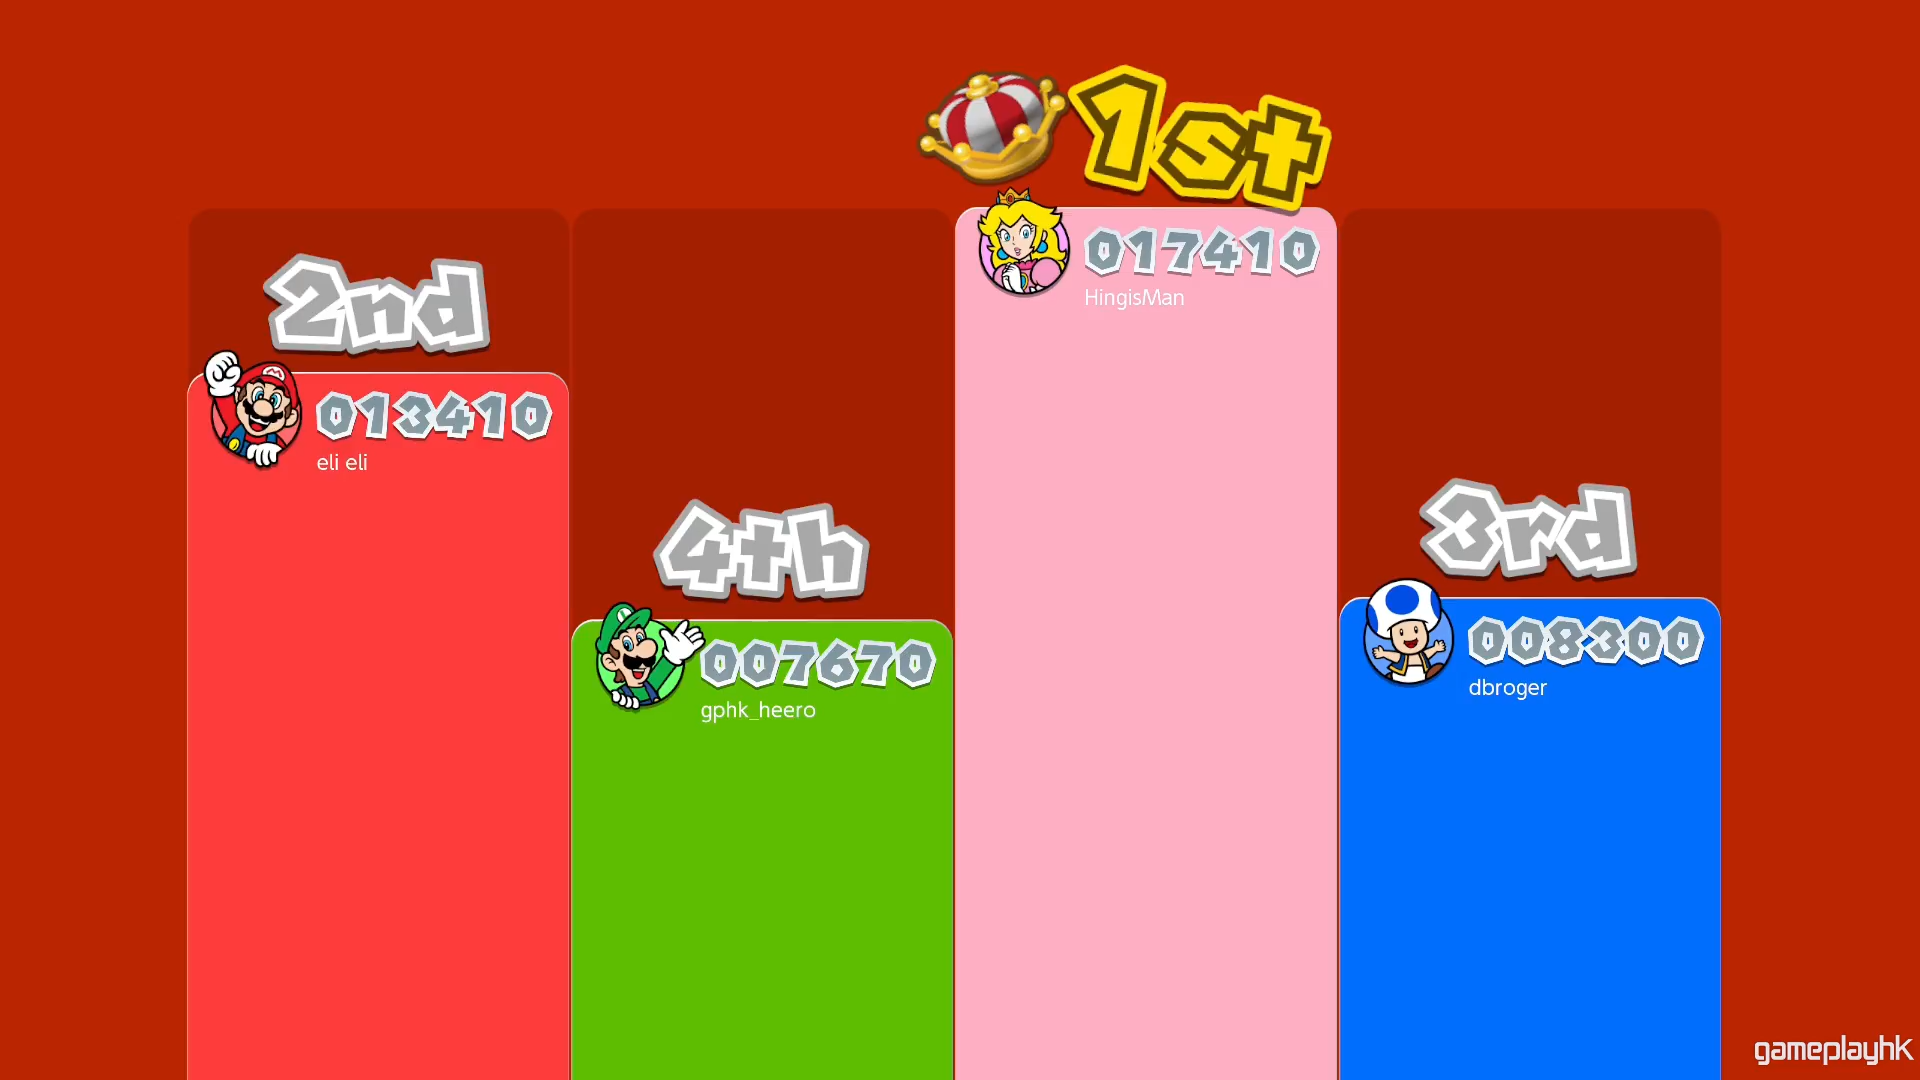 1st
017410
HingisMan
2nd
M
013410
eli eli
3rd
008300
dbroger
4th
L
007670
gphk_heero
gameplayhk